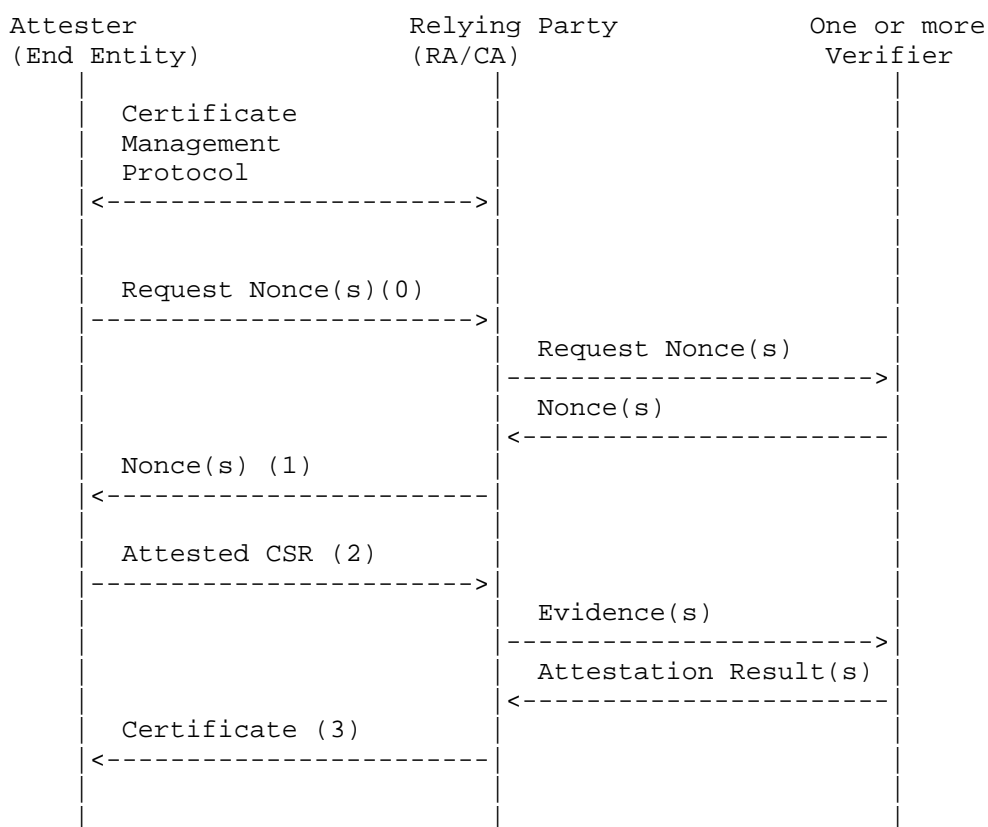 Attester Relying Party One or more
(End Entity) (RA/CA) Verifier
Certificate
Management
Protocol
Request Nonce(s)(0)
Request Nonce(s)
Nonce(s)
Nonce(s) (1)
Attested CSR (2)
Evidence(s)
Attestation Result(s)
Certificate (3)